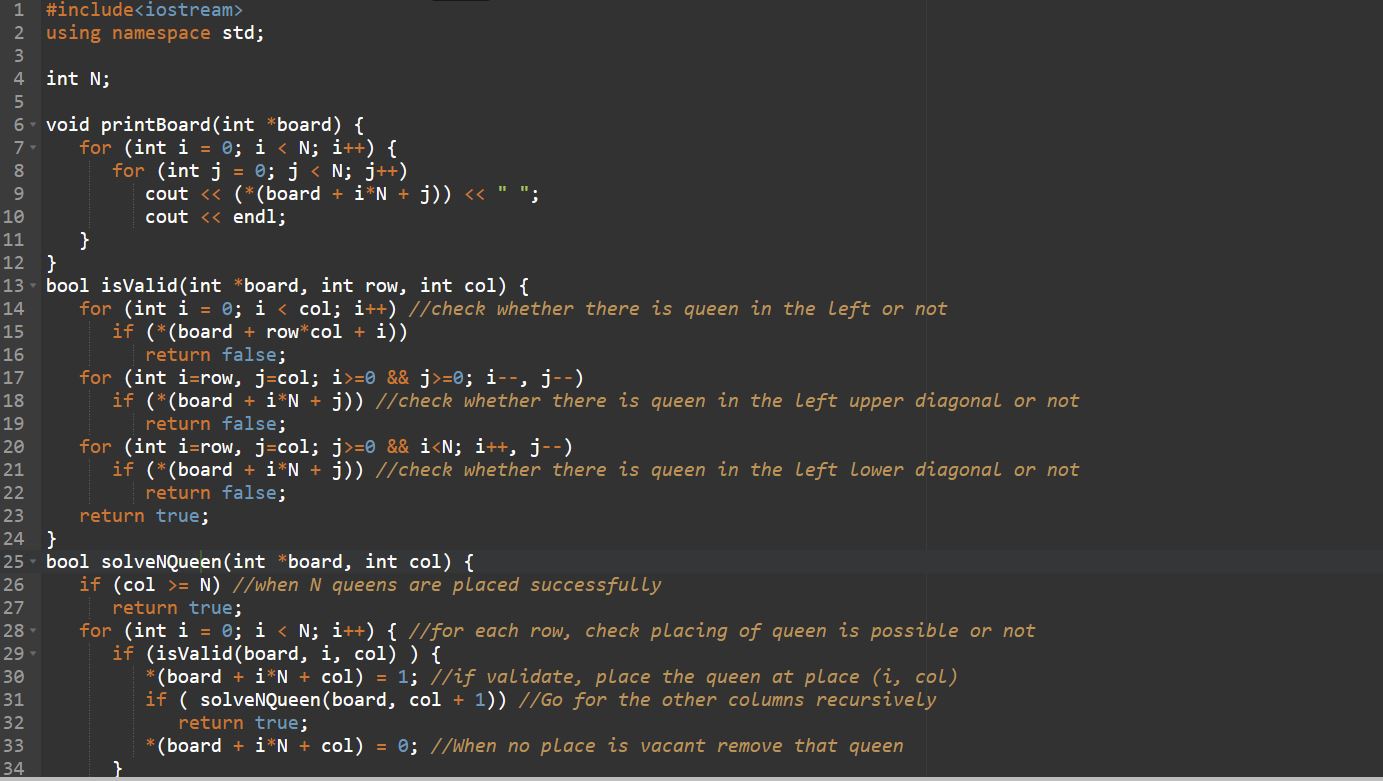 1 #include<iostream>
2 using namespace std;
3
4 int N;
5
6 void printBoard(int *board) {
7 for (int i = 0; i < N; i++) {
8 for (int j = 0; j < N; j++)
9 cout << (*(board + i*N + j)) << " ";
10 cout << endl;
11 }
12 }
13 bool isValid(int *board, int row, int col) {
14 for (int i = 0; i < col; i++) //check whether there is queen in the left or not
15 if (*(board + row*col + i))
16 return false;
17 for (int i=row, j=col; i>=0 && j>=0; i--, j--)
18 if (*(board + i*N + j)) //check whether there is queen in the left upper diagonal or not
19 return false;
20 for (int i=row, j=col; j>=0 && i<N; i++, j--)
21 if (*(board + i*N + j)) //check whether there is queen in the left lower diagonal or not
22 return false;
23 return true;
24 }
25 bool solveNQueen(int *board, int col) {
26 if (col >= N) //when N queens are placed successfully
27 return true;
28 for (int i = 0; i < N; i++) { //for each row, check placing of queen is possible or not
29 if (isValid(board, i, col) ) {
30 *(board + i*N + col) = 1; //if validate, place the queen at place (i, col)
31 if ( solveNQueen(board, col + 1)) //Go for the other columns recursively
32 return true;
33 *(board + i*N + col) = 0; //When no place is vacant remove that queen
34 }